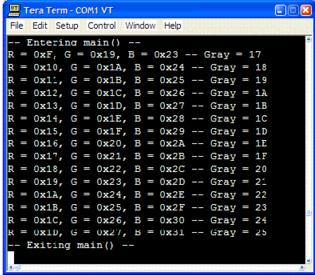 Tera Term - COM1 VT
File Edit Setup Control Window Help
-- Entering main() --
R = 0xF, G = 0x19, B = 0x23 -- Gray = 17
R = 0x10, G = 0x1A, B = 0x24 -- Gray = 18
R = 0x11, G = 0x1B, B = 0x25 -- Gray = 19
R = 0x12, G = 0x1C, B = 0x26 -- Gray = 1A
R = 0x13, G = 0x1D, B = 0x27 -- Gray = 1B
R = 0x14, G = 0x1E, B = 0x28 -- Gray = 1C
R = 0x15, G = 0x1F, B = 0x29 -- Gray = 1D
R = 0x16, G = 0x20, B = 0x2A -- Gray = 1E
R = 0x17, G = 0x21, B = 0x2B -- Gray = 1F
R = 0x18, G = 0x22, B = 0x2C -- Gray = 20
R = 0x19, G = 0x23, B = 0x2D -- Gray = 21
R = 0x1A, G = 0x24, B = 0x2E -- Gray = 22
R = 0x1B, G = 0x25, B = 0x2F -- Gray = 23
R = 0x1C, G = 0x26, B = 0x30 -- Gray = 24
R = 0x1D, G = 0x27, B = 0x31 -- Gray = 25
-- Exiting main() --